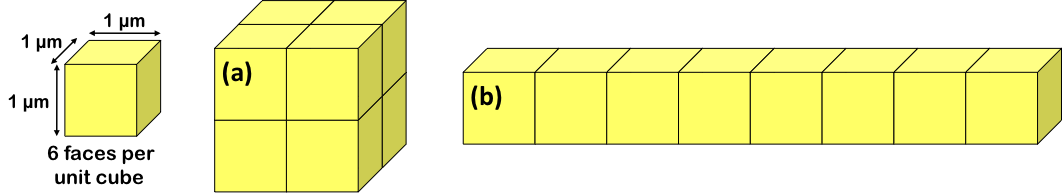 1 µm
1 µm
1 µm
6 faces per
unit cube
(a)
(b)